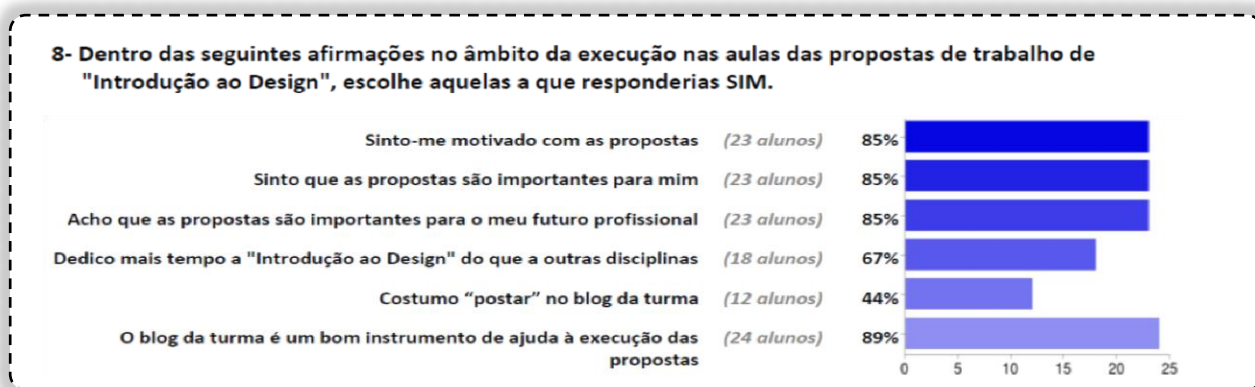 8- Dentro das seguintes afirmações no âmbito da execução nas aulas das propostas de trabalho de
"Introdução ao Design", escolhe aquelas a que responderias SIM.
Sinto-me motivado com as propostas (23 alunos) 85%
Sinto que as propostas são importantes para mim (23 alunos) 85%
Acho que as propostas são importantes para o meu futuro profissional (23 alunos) 85%
Dedico mais tempo a "Introdução ao Design" do que a outras disciplinas (18 alunos) 67%
Costumo “postar” no blog da turma (12 alunos) 44%
O blog da turma é um bom instrumento de ajuda à execução das (24 alunos) 89%
propostas
0 5 10 15 20 25